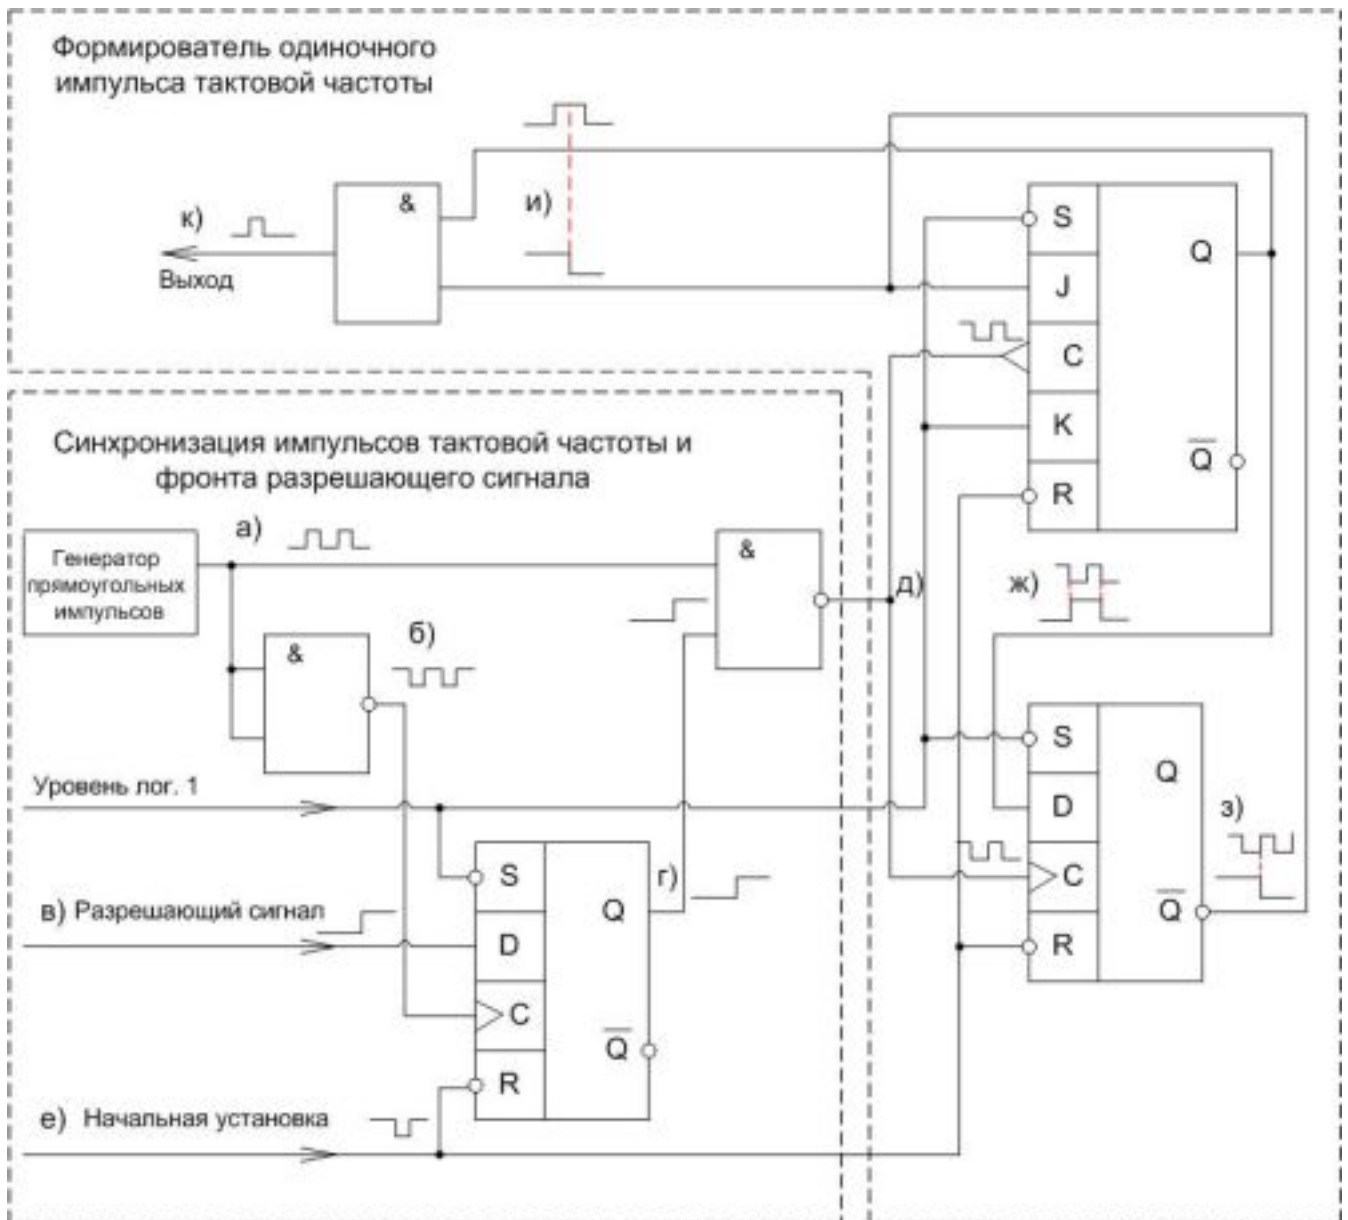 Формирователь одиночного
импульса тактовой частоты
к)
Выход
&
и)
S
J
C
K
R
Q
Q
Синхронизация импульсов тактовой частоты и
фронта разрешающего сигнала
а)
Генератор
прямоугольных
импульсов
&
б)
&
д)
ж)
Уровень лог. 1
S
D
C
R
Q
Q
з)
в) Разрешающий сигнал
S
D
C
R
Q
Q
г)
е) Начальная установка